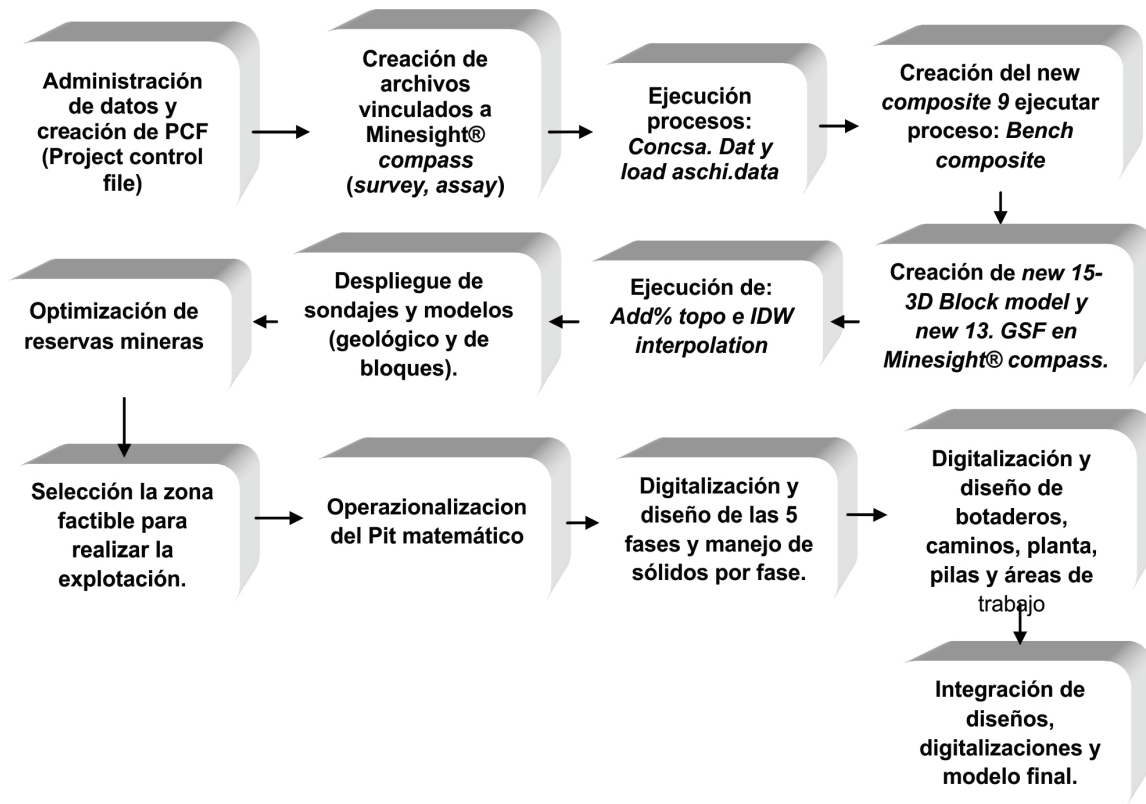 Administración
de datos y
creación de PCF
(Project control
file)
Creación de
archivos
vinculados a
Minesight®
compass
(survey, assay)
Ejecución
procesos:
Concsa. Dat y
load aschi.data
Creación del new
composite 9 ejecutar
proceso: Bench
composite
Creación de new 15-
3D Block model y
new 13. GSF en
Minesight® compass.
Ejecución de:
Add% topo e IDW
interpolation
Despliegue de
sondajes y modelos
(geológico y de
bloques).
Optimización de
reservas mineras
Selección la zona
factible para
realizar la
explotación.
Operazionalizacion
del Pit matemático
Digitalización y
diseño de las 5
fases y manejo de
sólidos por fase.
Digitalización y
diseño de
botaderos,
caminos, planta,
pilas y áreas de
trabajo
Integración de
diseños,
digitalizaciones y
modelo final.